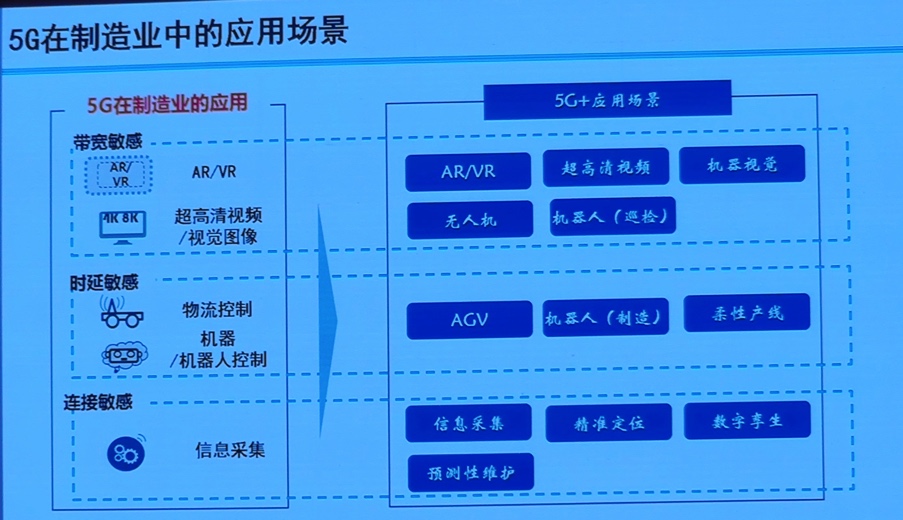 5G在制造业中的应用场景
5G在制造业的应用
5G+应用场景
带宽敏感
AR/
VR
AR/VR
4K 8K
超高清视频
/视觉图像
AR/VR
超高清视频
机器视觉
无人机
机器人（巡检）
时延敏感
物流控制
机器
/机器人控制
AGV
机器人（制造）
柔性产线
连接敏感
信息采集
信息采集
精准定位
数字孪生
预测性维护